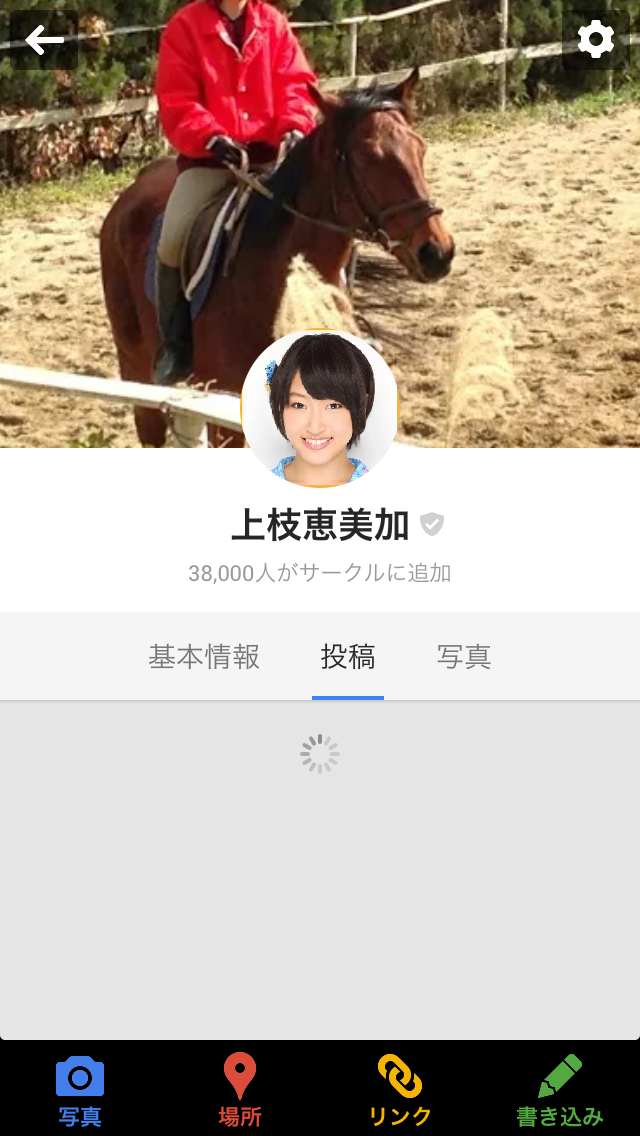 上枝恵美加
38,000人がサークルに追加
基本情報 投稿 写真
写真 場所 リンク 書き込み